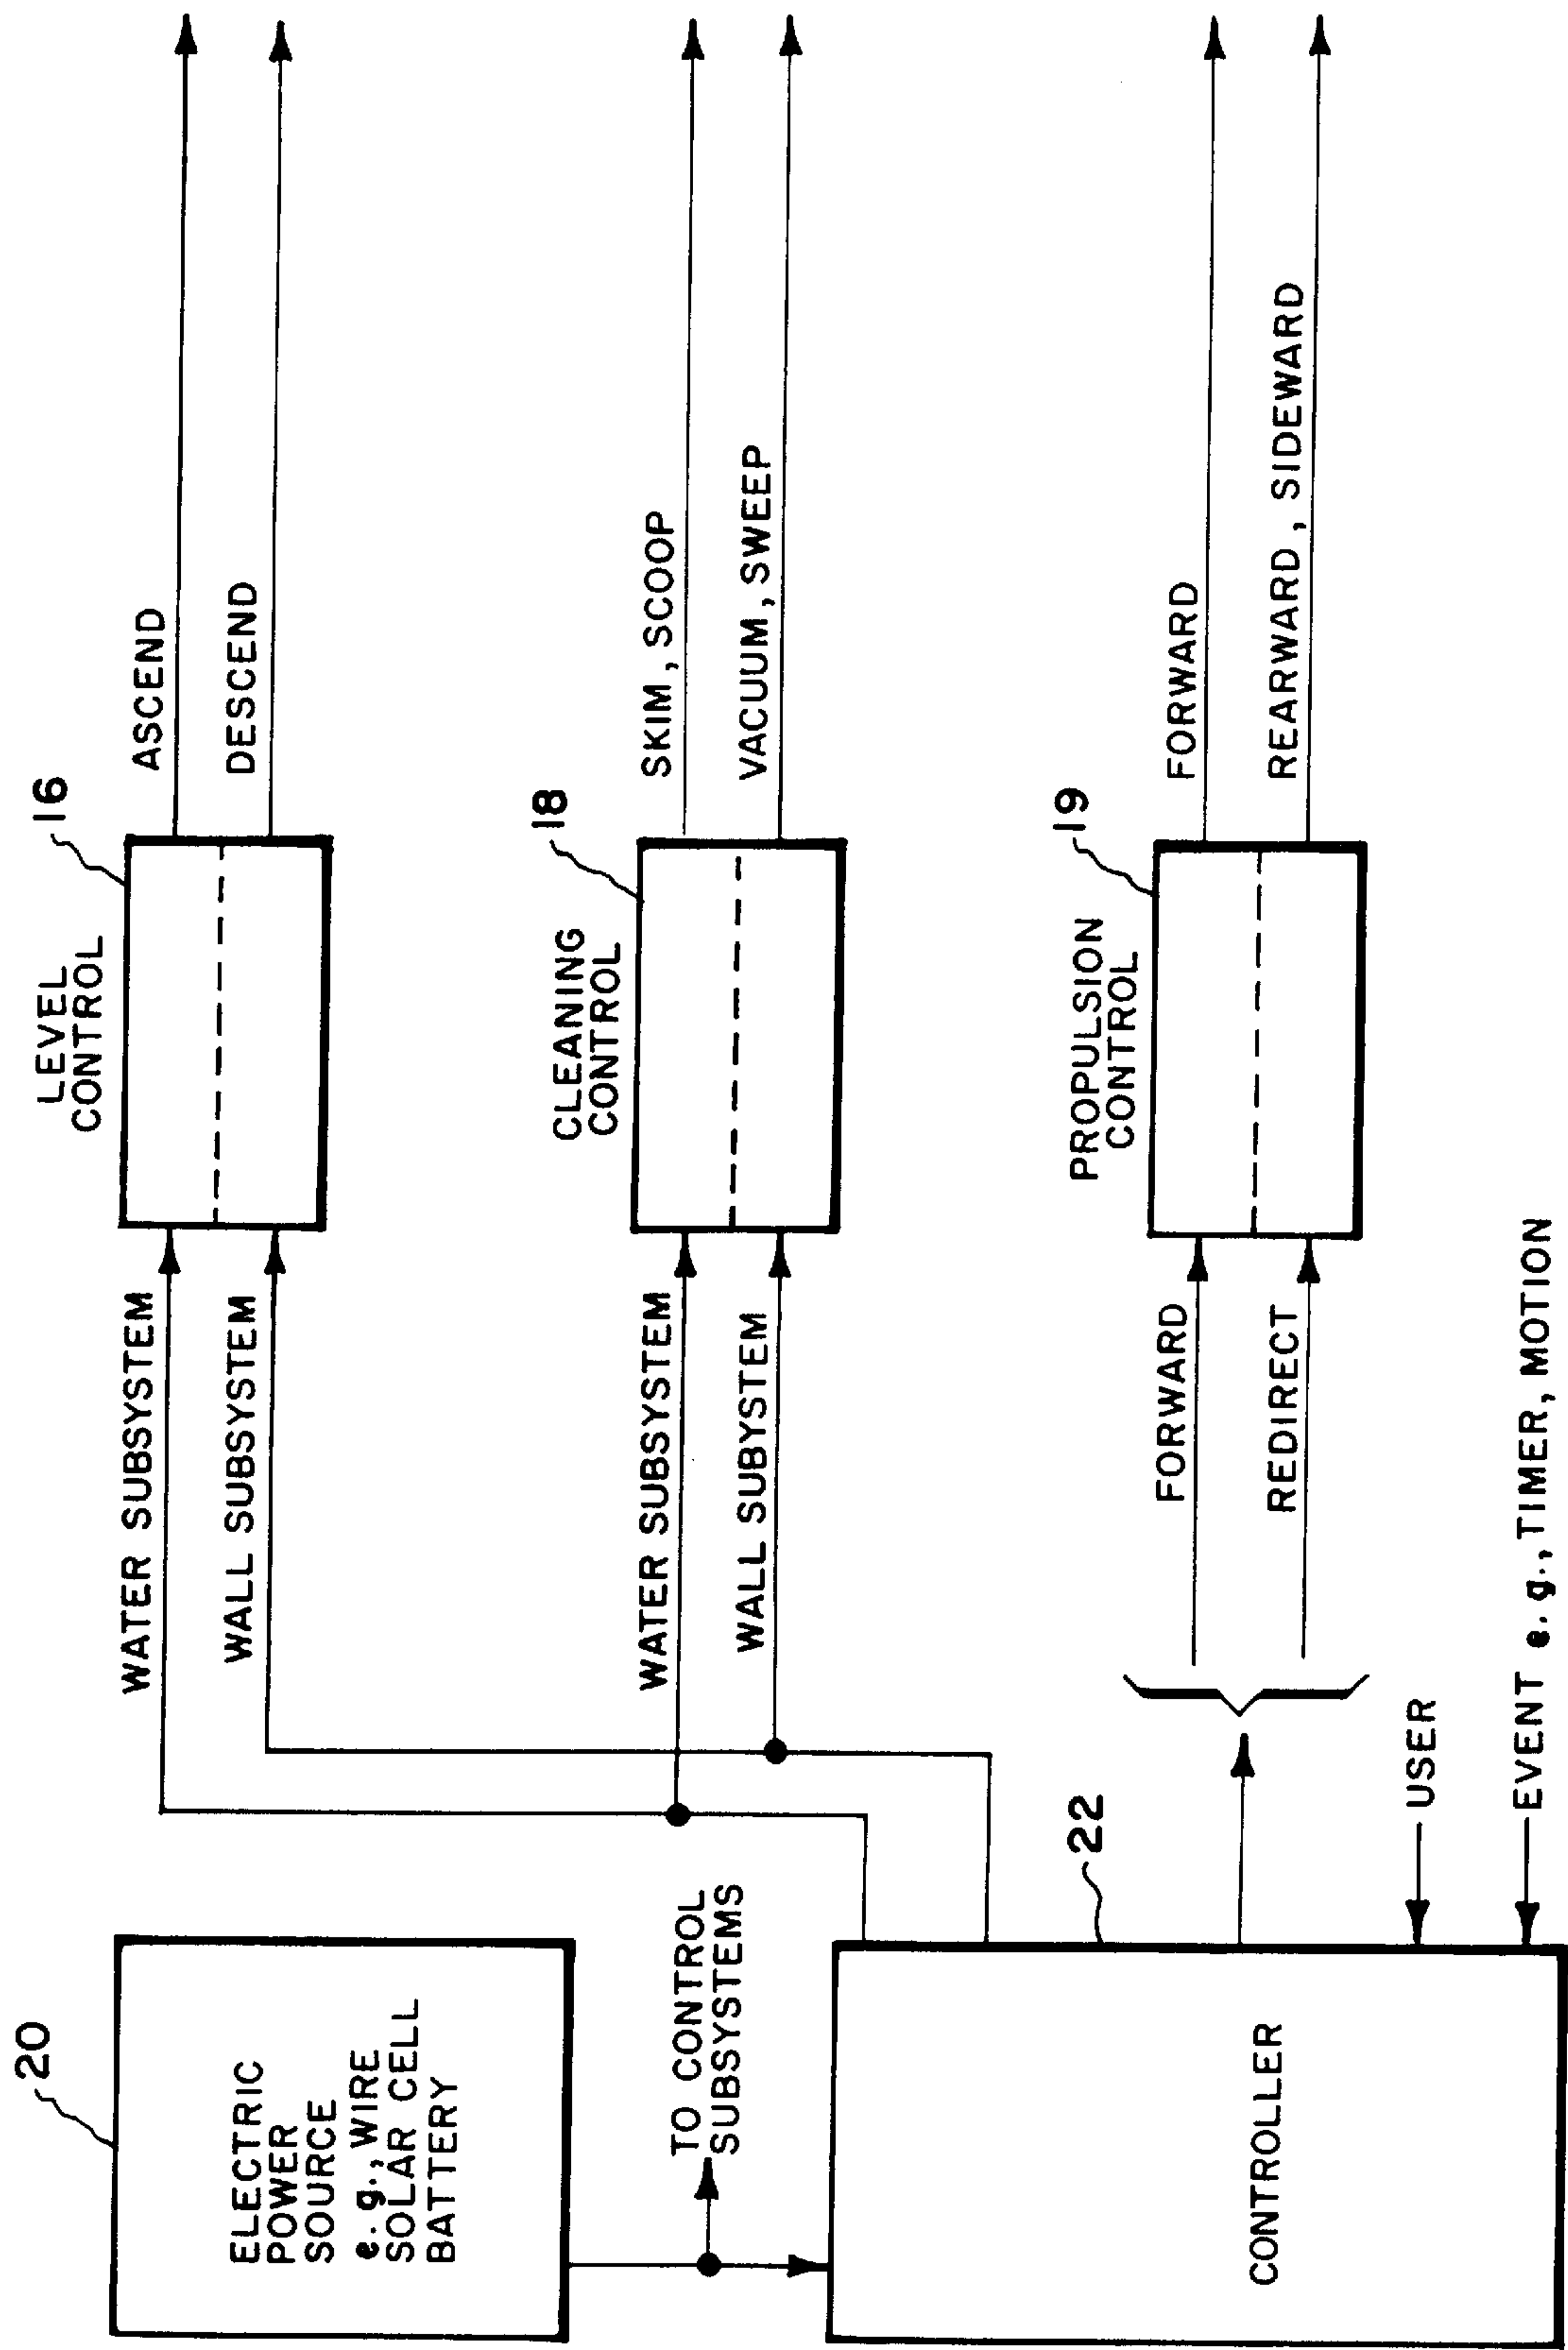 20
ELECTRIC
POWER
SOURCE
e.g., WIRE
SOLAR CELL
BATTERY
TO CONTROL
SUBSYSTEMS
CONTROLLER
22
USER
EVENT e.g., TIMER, MOTION
WATER SUBSYSTEM
WALL SUBSYSTEM
LEVEL
CONTROL
16
ASCEND
DESCEND
WATER SUBSYSTEM
WALL SUBYSTEM
CLEANING
CONTROL
18
SKIM, SCOOP
VACUUM, SWEEP
FORWARD
REDIRECT
PROPULSION
CONTROL
19
FORWARD
REARWARD, SIDEWARD